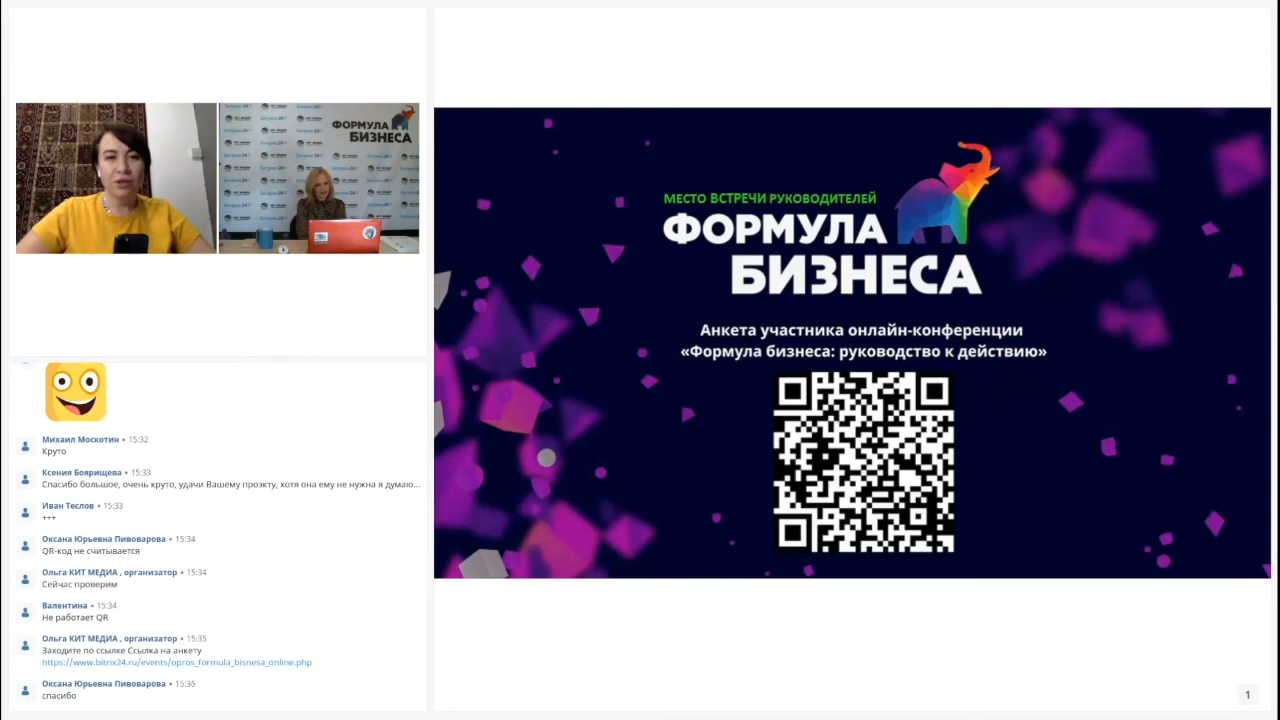 ФОРМУЛА
БИЗНЕСА
Михаил Москотин • 15:32
Круто
Ксения Боярищева • 15:33
Спасибо большое, очень круто, удачи Вашему проэкту, хотя она ему не нужна я думаю...
Иван Теслов • 15:33
+++
Оксана Юрьевна Пивоварова • 15:34
QR-код не считывается
Ольга КИТ МЕДИА , организатор • 15:34
Сейчас проверим
Валентина • 15:34
Не работает QR
Ольга КИТ МЕДИА , организатор • 15:35
Заходите по ссылке Ссылка на анкету
https://www.bitrix24.ru/events/opros_formula_bisnesa_online.php
Оксана Юрьевна Пивоварова • 15:36
спасибо
МЕСТО ВСТРЕЧИ РУКОВОДИТЕЛЕЙ
ФОРМУЛА
БИЗНЕСА
Анкета участника онлайн-конференции
«Формула бизнеса: руководство к действию»
1